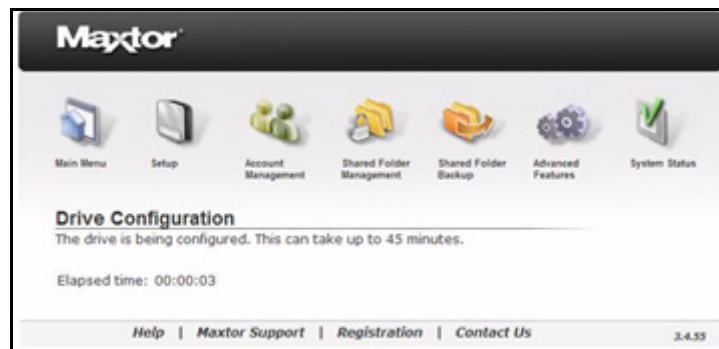 Maxtor
Main Menu
Setup
Account Management
Shared Folder Management
Shared Folder Backup
Advanced Features
System Status
Drive Configuration
The drive is being configured. This can take up to 45 minutes.
Elapsed time: 00:00:03
Help | Maxtor Support | Registration | Contact Us
3.4.55